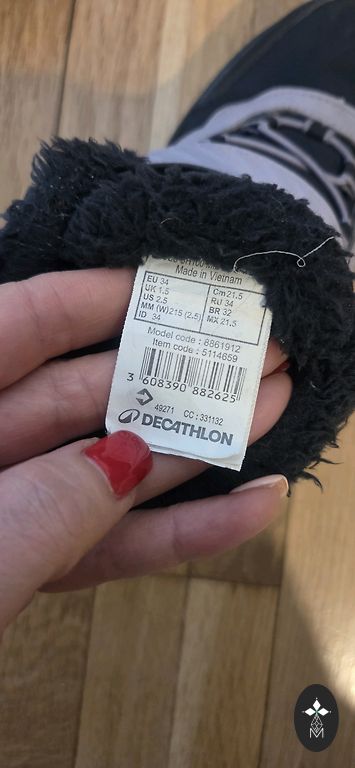 Made in Vietnam
EU 34
UK 1.5
US 2.5
MM (W)215 (2.5)
ID 34
Cm 21.5
RU 34
BR 32
MX 21.5
Model code : 8861912
Item code : 5114659
3 608390 882625
49271 CC : 331132
DECATHLON
M